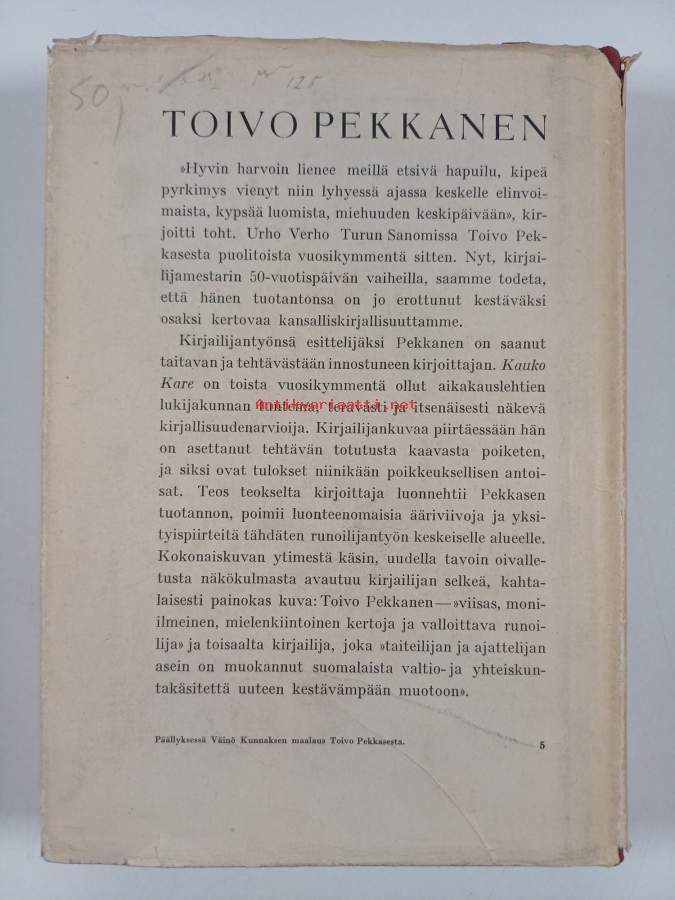 50
125
TOIVO PEKKANEN
»Hyvin harvoin lienee meillä etsivä hapuilu, kipeä
pyrkimys vienyt niin lyhyessä ajassa keskelle elinvoi-
maista, kypsää luomista, miehuuden keskipäivään», kir-
joitti toht. Urho Verho Turun Sanomissa Toivo Pek-
kasesta puolitoista vuosikymmentä sitten. Nyt, kirjai-
lijamestarin 50-vuotispäivän vaiheilla, saamme todeta,
että hänen tuotantonsa on jo erottunut kestäväksi
osaksi kertovaa kansalliskirjallisuuttamme.
Kirjailijantyönsä esittelijäksi Pekkanen on saanut
taitavan ja tehtävästään innostuneen kirjoittajan. Kauko
Kare on toista vuosikymmentä ollut aikakauslehtien
lukijakunnan tuntema, terävästi ja itsenäisesti näkevä
Antikvariaatti.net
kirjallisuudenarvioija. Kirjailijankuvaa piirtäessään hän
on asettanut tehtävän totutusta kaavasta poiketen,
ja siksi ovat tulokset niinikään poikkeuksellisen antoi-
sat. Teos teokselta kirjoittaja luonnehtii Pekkasen
tuotannon, poimii luonteenomaisia ääriviivoja ja yksi-
tyispiirteitä tähdäten runoilijantyön keskeiselle alueelle.
Kokonaiskuvan ytimestä käsin, uudella tavoin oivalle-
tusta näkökulmasta avautuu kirjailijan selkeä, kahta-
laisesti painokas kuva: Toivo Pekkanen — »viisas, moni-
ilmeinen, mielenkiintoinen kertoja ja valloittava runoi-
lija» ja toisaalta kirjailija, joka »taiteilijan ja ajattelijan
asein on muokannut suomalaista valtio- ja yhteiskun-
takäsitettä uuteen kestävämpään muotoon».
Päällyksessä Väinö Kunnaksen maalaus Toivo Pekkasesta.
5